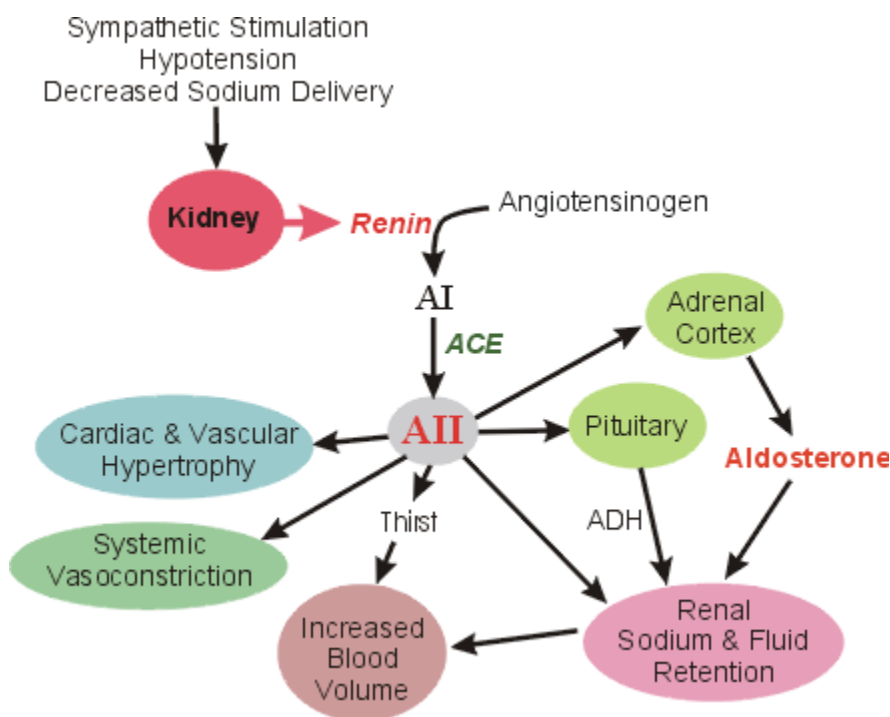 Sympathetic Stimulation
Hypotension
Decreased Sodium Delivery
Kidney
Renin
Angiotensinogen
AI
ACE
Adrenal
Cortex
AII
Pituitary
Cardiac & Vascular
Hypertrophy
Aldosterone
Thirst
ADH
Systemic
Vasoconstriction
Increased
Blood
Volume
Renal
Sodium & Fluid
Retention